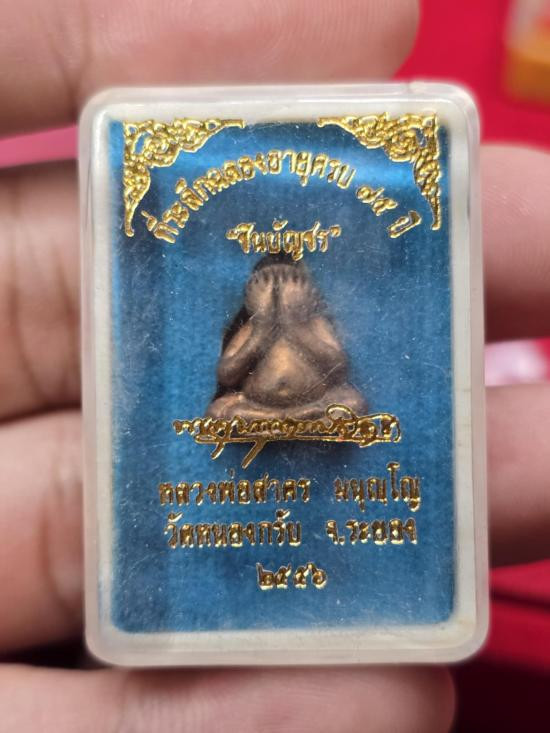 ที่ระลึกฉลองอายุครบ ๗๕ ปี
"ชินบัญชร"
หลวงพ่อสาคร มนุญฺโญ
วัดหนองกรับ จ.ระยอง
๒๕๕๖